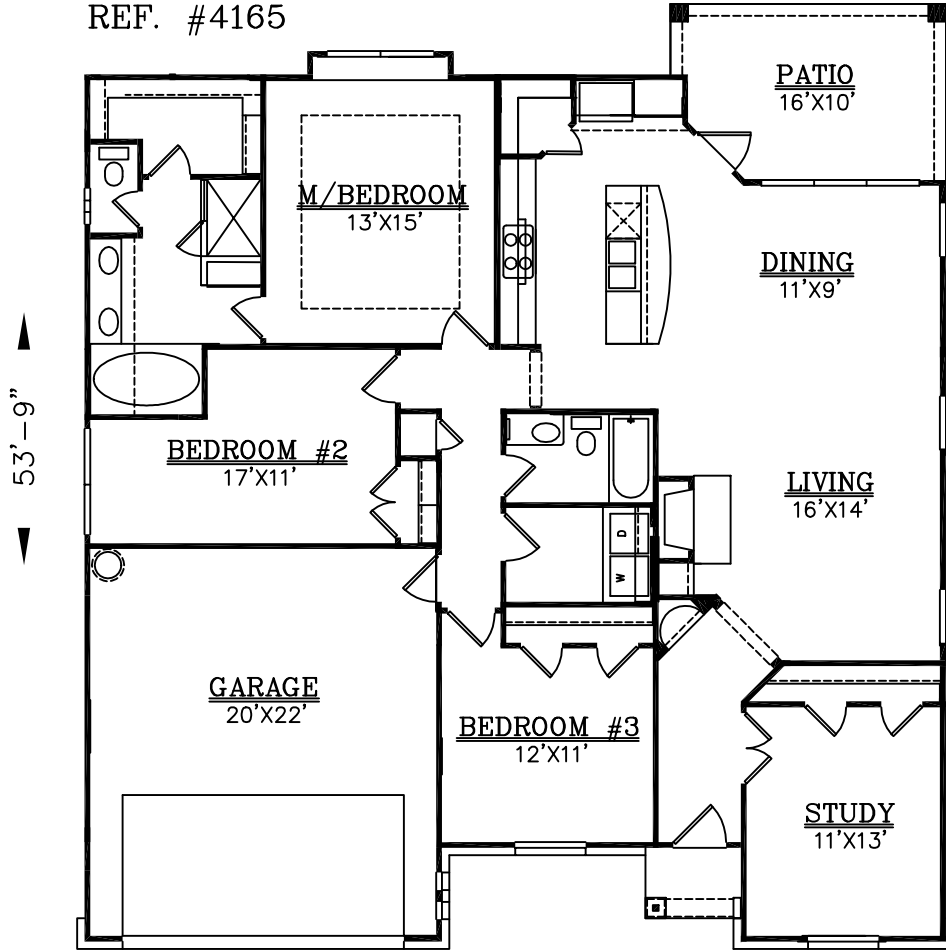 REF. #4165
PATIO
16'X10'
M/BEDROOM
13'X15'
DINING
11'X9'
53'-9"
BEDROOM #2
17'X11'
LIVING
16'X14'
D
W
GARAGE
20'X22'
BEDROOM #3
12'X11'
STUDY
11'X13'